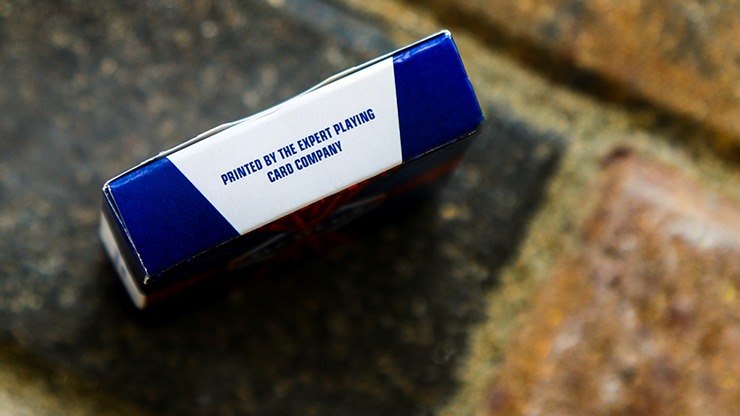 PRINTED BY THE EXPERT PLAYING
CARD COMPANY